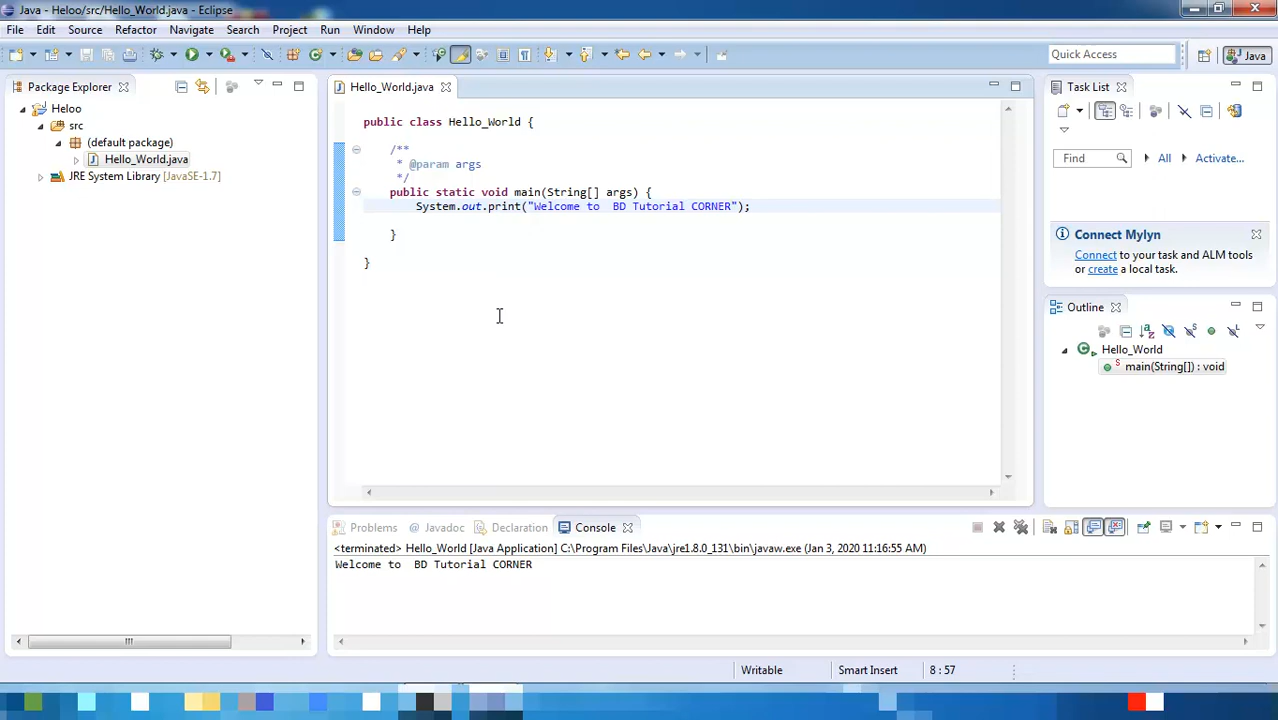 Java - Heloo/src/Hello_World.java - Eclipse
File Edit Source Refactor Navigate Search Project Run Window Help
Quick Access
Java
Package Explorer
Heloo
src
(default package)
Hello_World.java
JRE System Library [JavaSE-1.7]
Hello_World.java
public class Hello_World {
/**
* @param args
*/
public static void main(String[] args) {
System.out.print("Welcome to  BD Tutorial CORNER");
}
}
Task List
Find
All
Activate...
Connect Mylyn
Connect to your task and ALM tools
or create a local task.
Outline
Hello_World
main(String[]) : void
Problems @ Javadoc Declaration Console
<terminated> Hello_World [Java Application] C:\Program Files\Java\jre1.8.0_131\bin\javaw.exe (Jan 3, 2020 11:16:55 AM)
Welcome to  BD Tutorial CORNER
Writable
Smart Insert
8 : 57